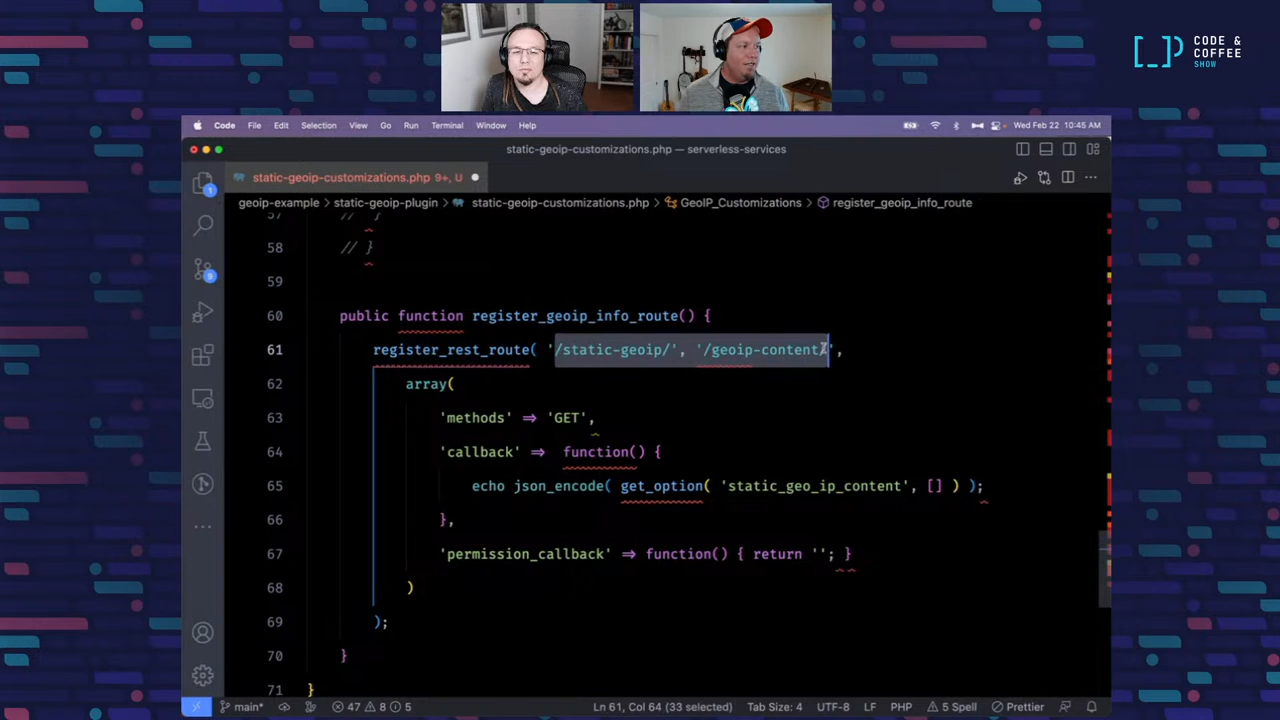 CODE &
COFFEE
SHOW
Code File Edit Selection View Go Run Terminal Window Help Wed Feb 22 10:45 AM
static-geoip-customizations.php — serverless-services
static-geoip-customizations.php 9+, U
geoip-example › static-geoip-plugin › static-geoip-customizations.php › GeoIP_Customizations › register_geoip_info_route
57 // }
58 // }
59
60 public function register_geoip_info_route() {
61 register_rest_route( '/static-geoip/', '/geoip-content/',
62 array(
63 'methods' => 'GET',
64 'callback' => function() {
65 echo json_encode( get_option( 'static_geo_ip_content', [] ) );
66 },
67 'permission_callback' => function() { return ''; }
68 )
69 );
70 }
71 }
1
9
main* 47 8 5 Ln 61, Col 64 (33 selected) Tab Size: 4 UTF-8 LF PHP 5 Spell Prettier